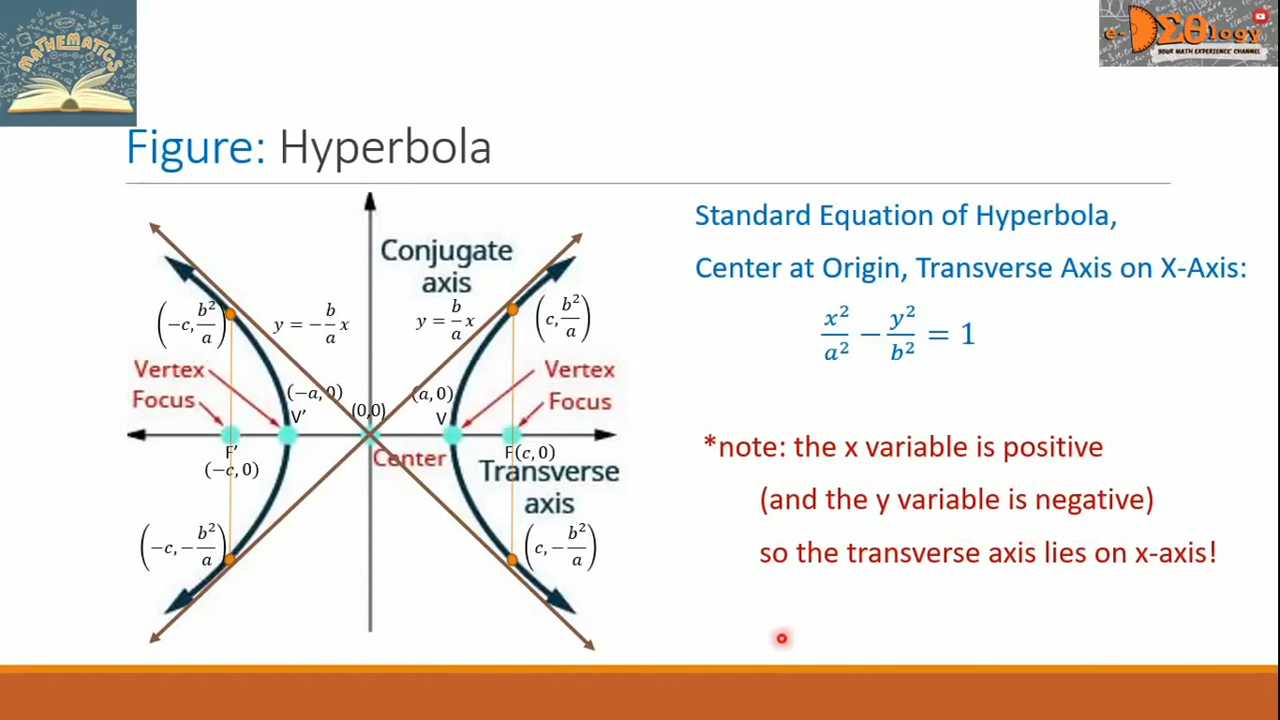 MATHEMATICS
e-DΣθlogy
YOUR MATH EXPERIENCE CHANNEL
Figure: Hyperbola
Standard Equation of Hyperbola,
Center at Origin, Transverse Axis on X-Axis:
x²/a² − y²/b² = 1
*note: the x variable is positive
(and the y variable is negative)
so the transverse axis lies on x-axis!
Conjugate
axis
(−c, b²/a)
y = −b/a x
y = b/a x
(c, b²/a)
Vertex
Focus
(−a, 0)
V'
(0,0)
(a, 0)
V
Vertex
Focus
F'
(−c, 0)
Center
F(c, 0)
Transverse
axis
(−c, −b²/a)
(c, −b²/a)